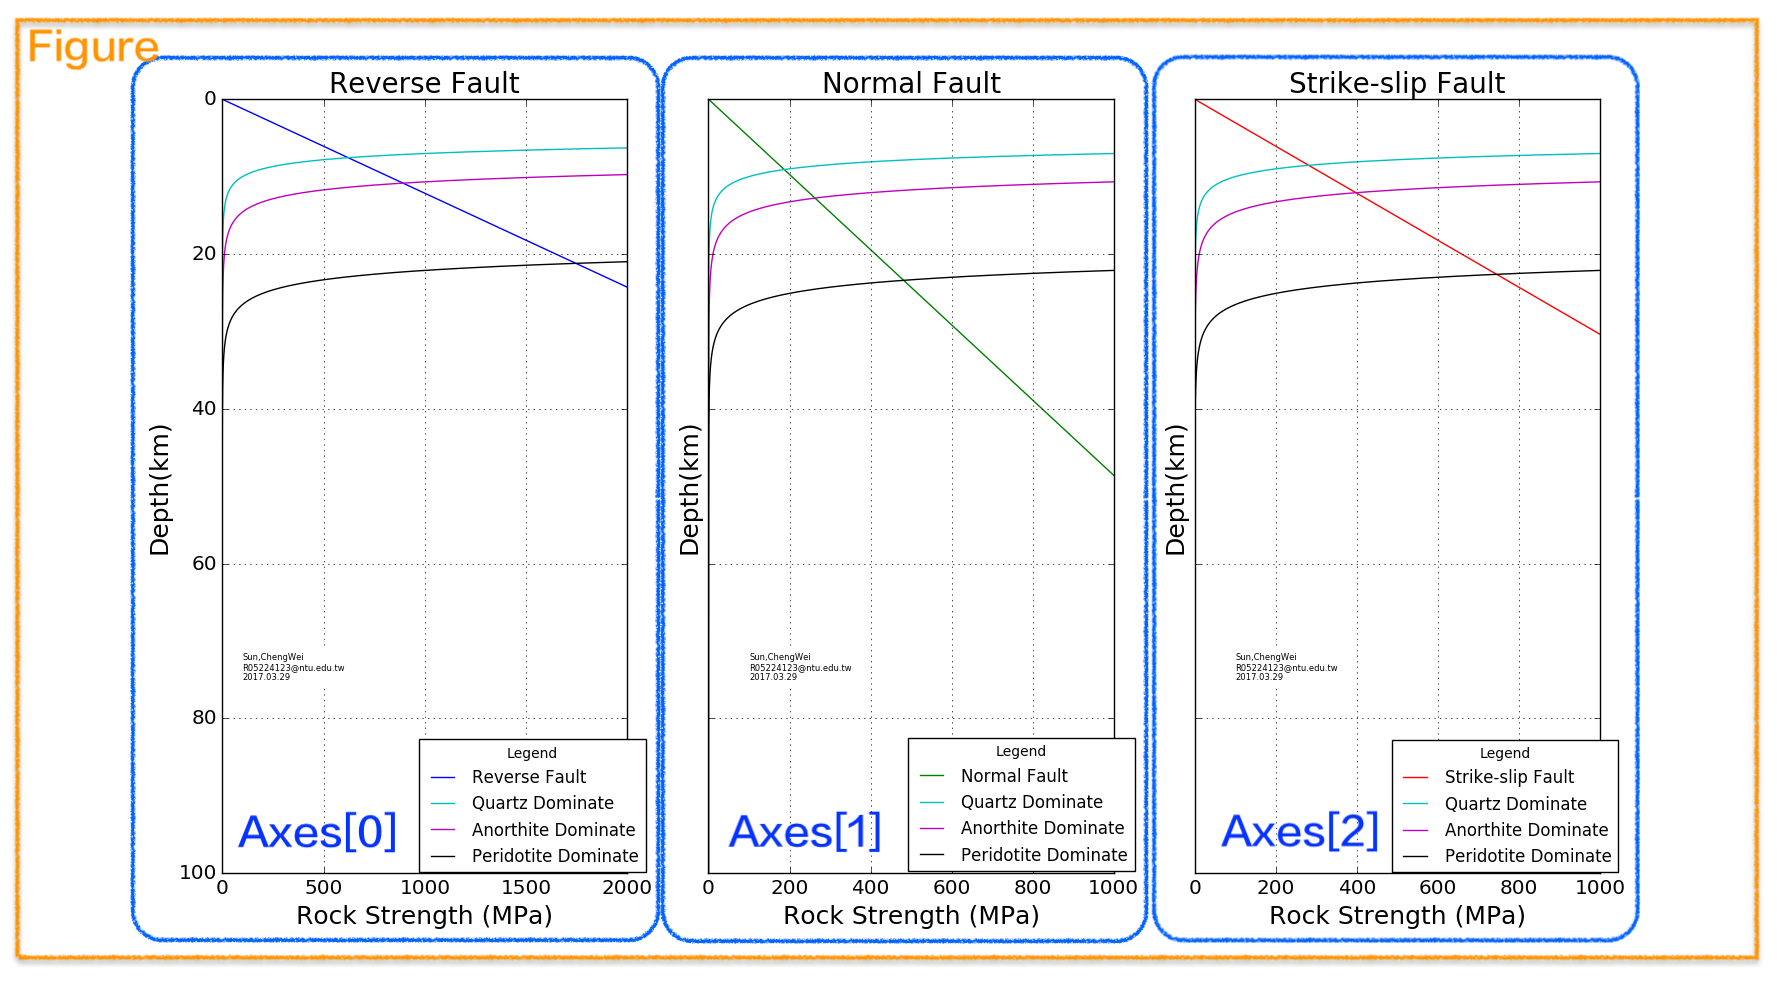 Figure
Reverse Fault
0
20
40
60
80
100
Depth(km)
Sun,ChengWei
R05224123@ntu.edu.tw
2017.03.29
Legend
Reverse Fault
Quartz Dominate
Anorthite Dominate
Peridotite Dominate
Axes[0]
0 500 1000 1500 2000
Rock Strength (MPa)
Normal Fault
Depth(km)
Sun,ChengWei
R05224123@ntu.edu.tw
2017.03.29
Legend
Normal Fault
Quartz Dominate
Anorthite Dominate
Peridotite Dominate
Axes[1]
0 200 400 600 800 1000
Rock Strength (MPa)
Strike-slip Fault
Depth(km)
Sun,ChengWei
R05224123@ntu.edu.tw
2017.03.29
Legend
Strike-slip Fault
Quartz Dominate
Anorthite Dominate
Peridotite Dominate
Axes[2]
0 200 400 600 800 1000
Rock Strength (MPa)